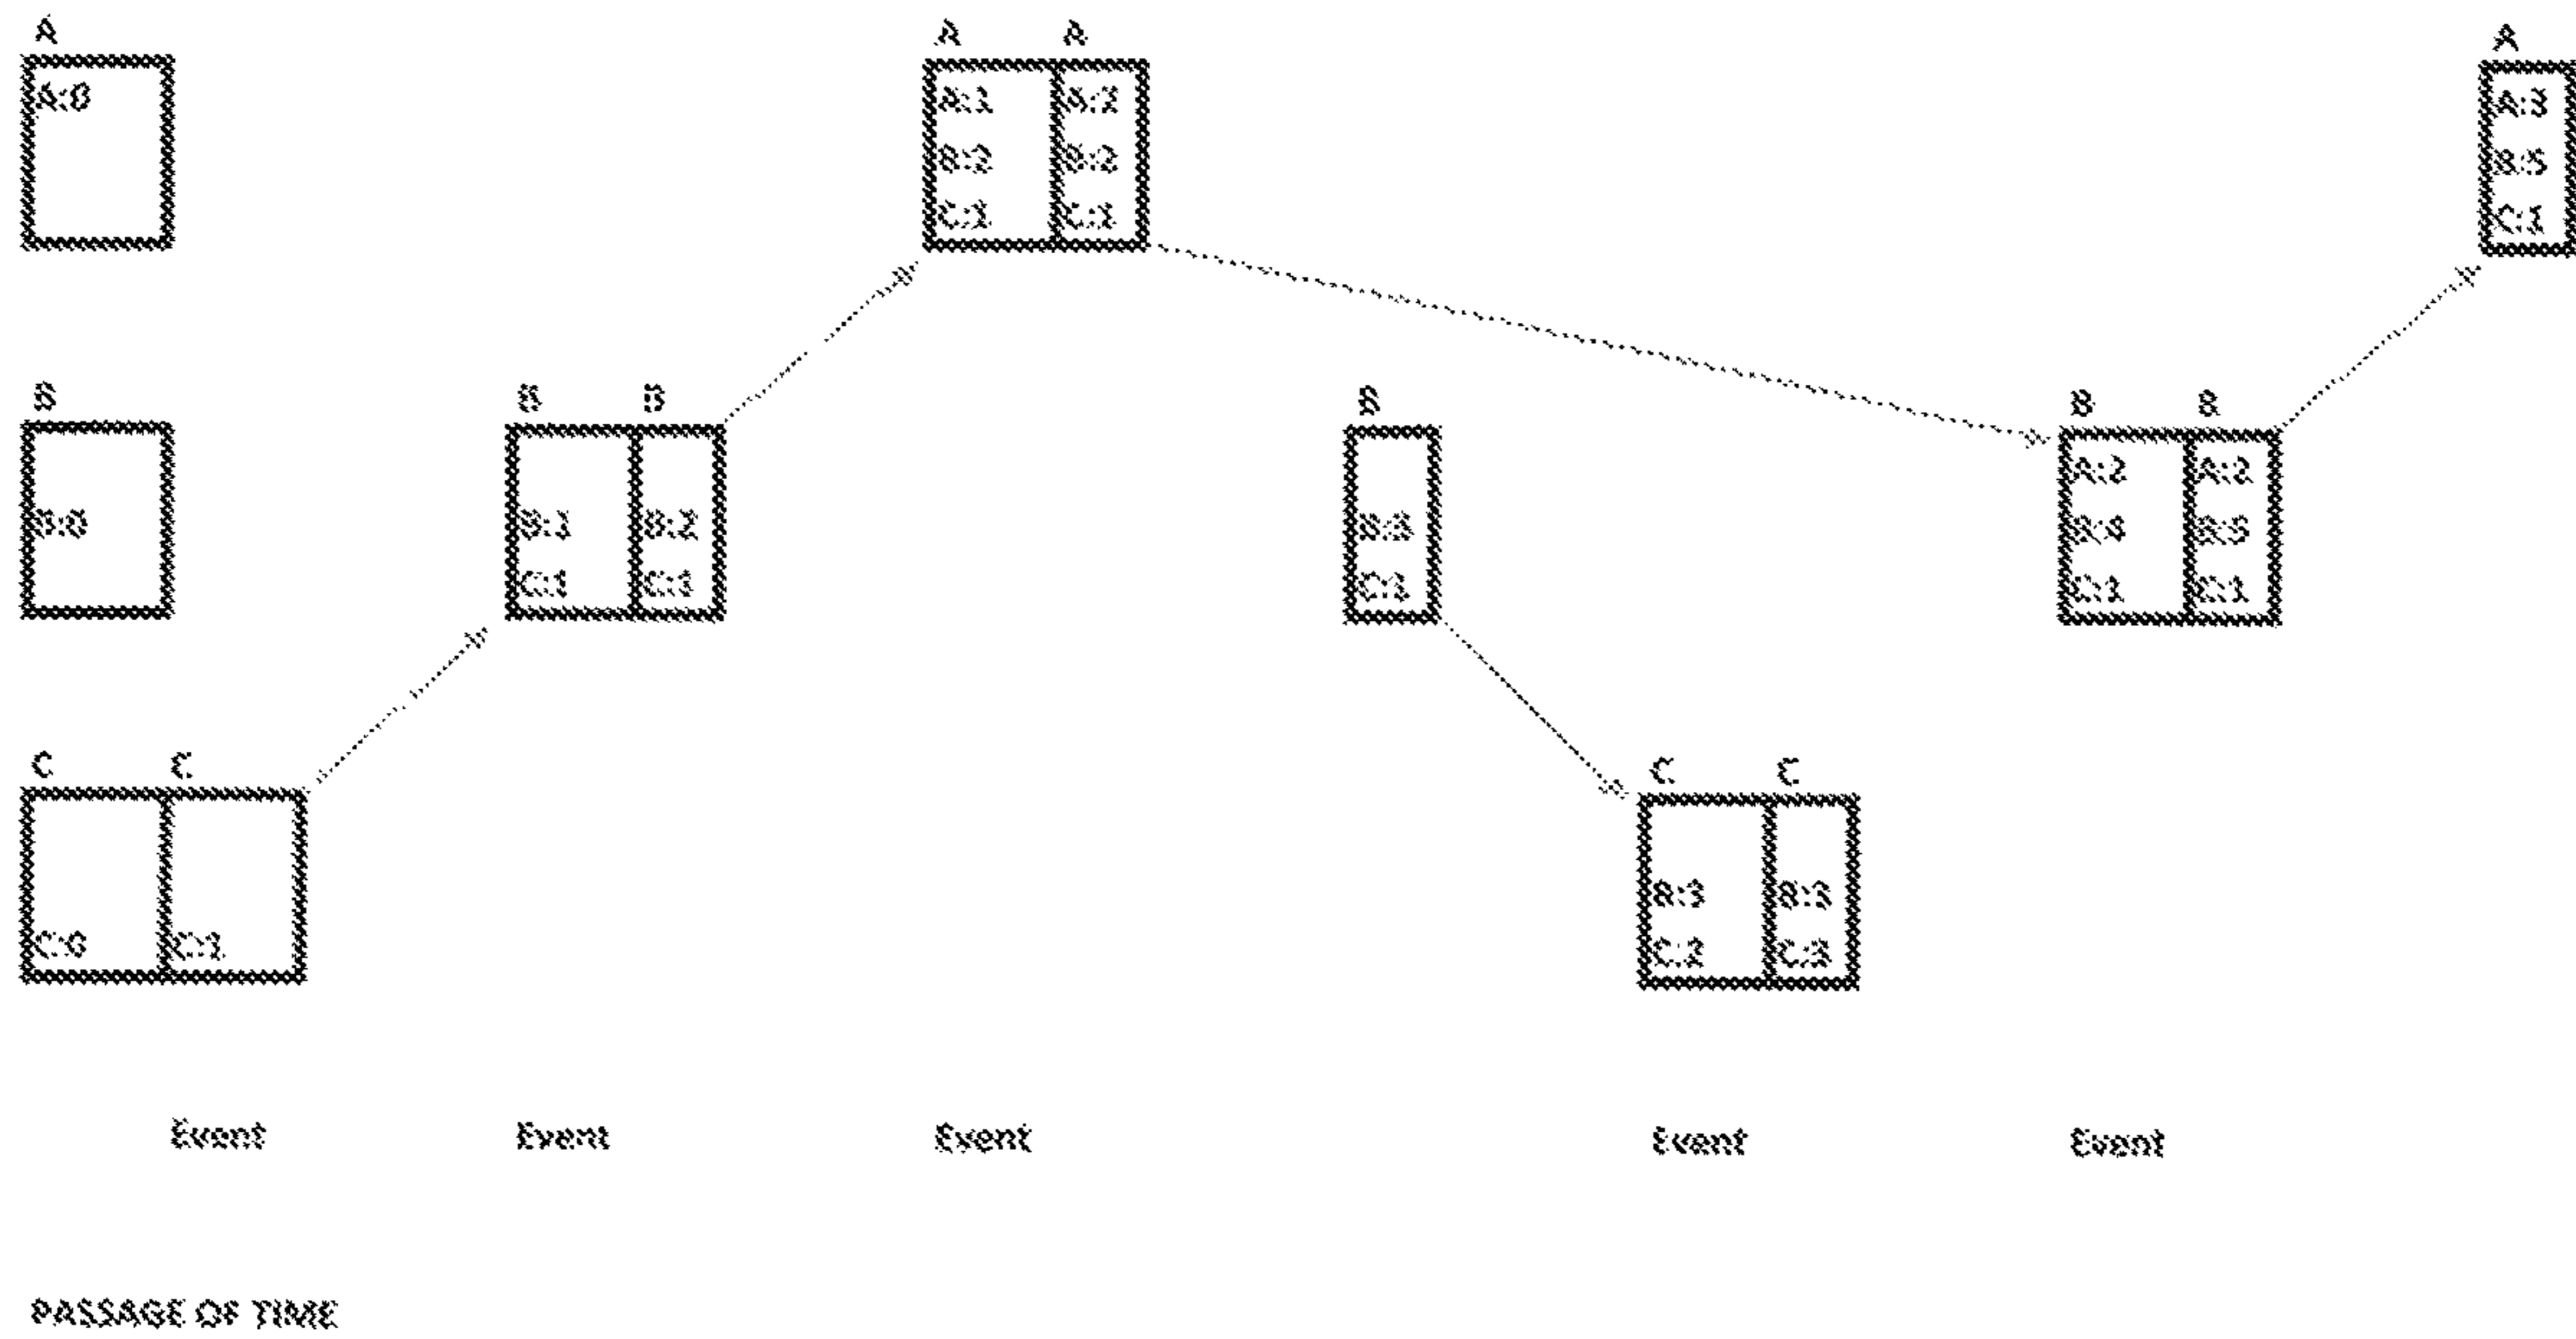 A
A:0
A A
A:1 A:2
B:2 B:2
C:1 C:1
A
A:3
B:5
C:1
B
B:0
B B
B:1 B:2
C:1 C:1
B
B:3
C:1
B B
A:2 A:2
B:4 B:5
C:1 C:1
C C
C:0 C:1
C C
B:3 B:3
C:2 C:3
Event Event Event Event Event
PASSAGE OF TIME